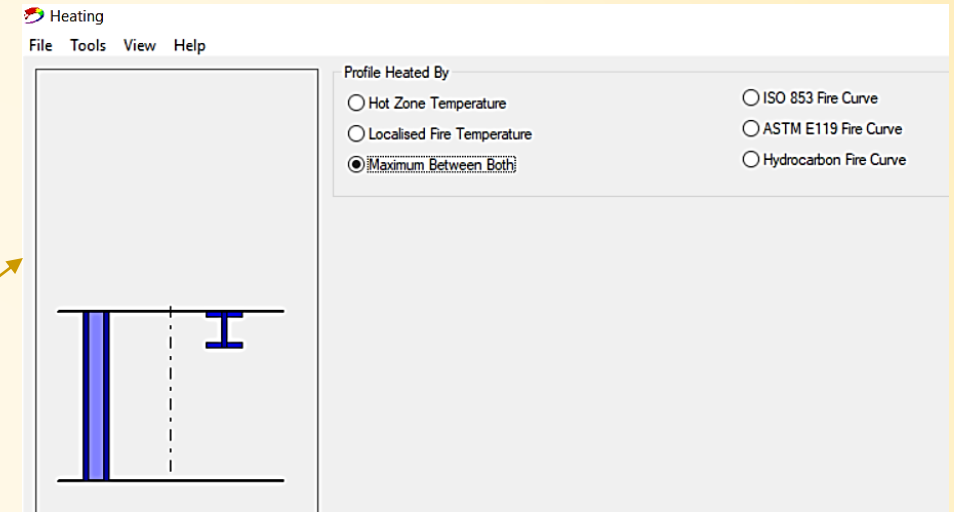 Heating
File Tools View Help
Profile Heated By
Hot Zone Temperature
Localised Fire Temperature
Maximum Between Both
ISO 853 Fire Curve
ASTM E119 Fire Curve
Hydrocarbon Fire Curve